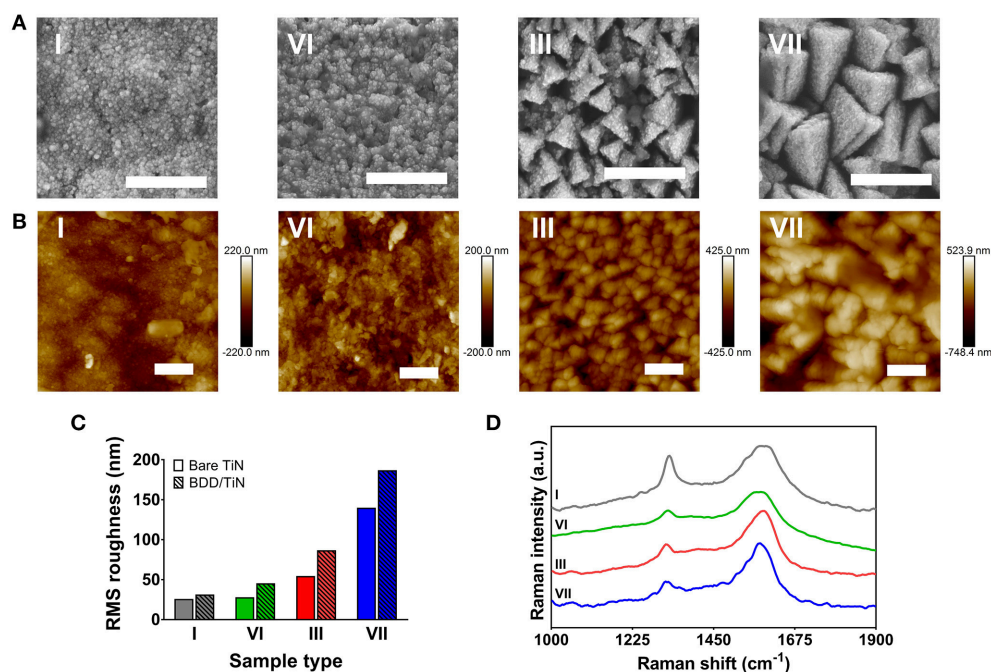 A
I
VI
III
VII
B
I
220.0 nm
-220.0 nm
VI
200.0 nm
-200.0 nm
III
425.0 nm
-425.0 nm
VII
523.9 nm
-748.4 nm
C
RMS roughness (nm)
200
150
100
50
0
Bare TiN
BDD/TiN
I VI III VII
Sample type
D
Raman intensity (a.u.)
I
VI
III
VII
1000 1225 1450 1675 1900
Raman shift (cm⁻¹)